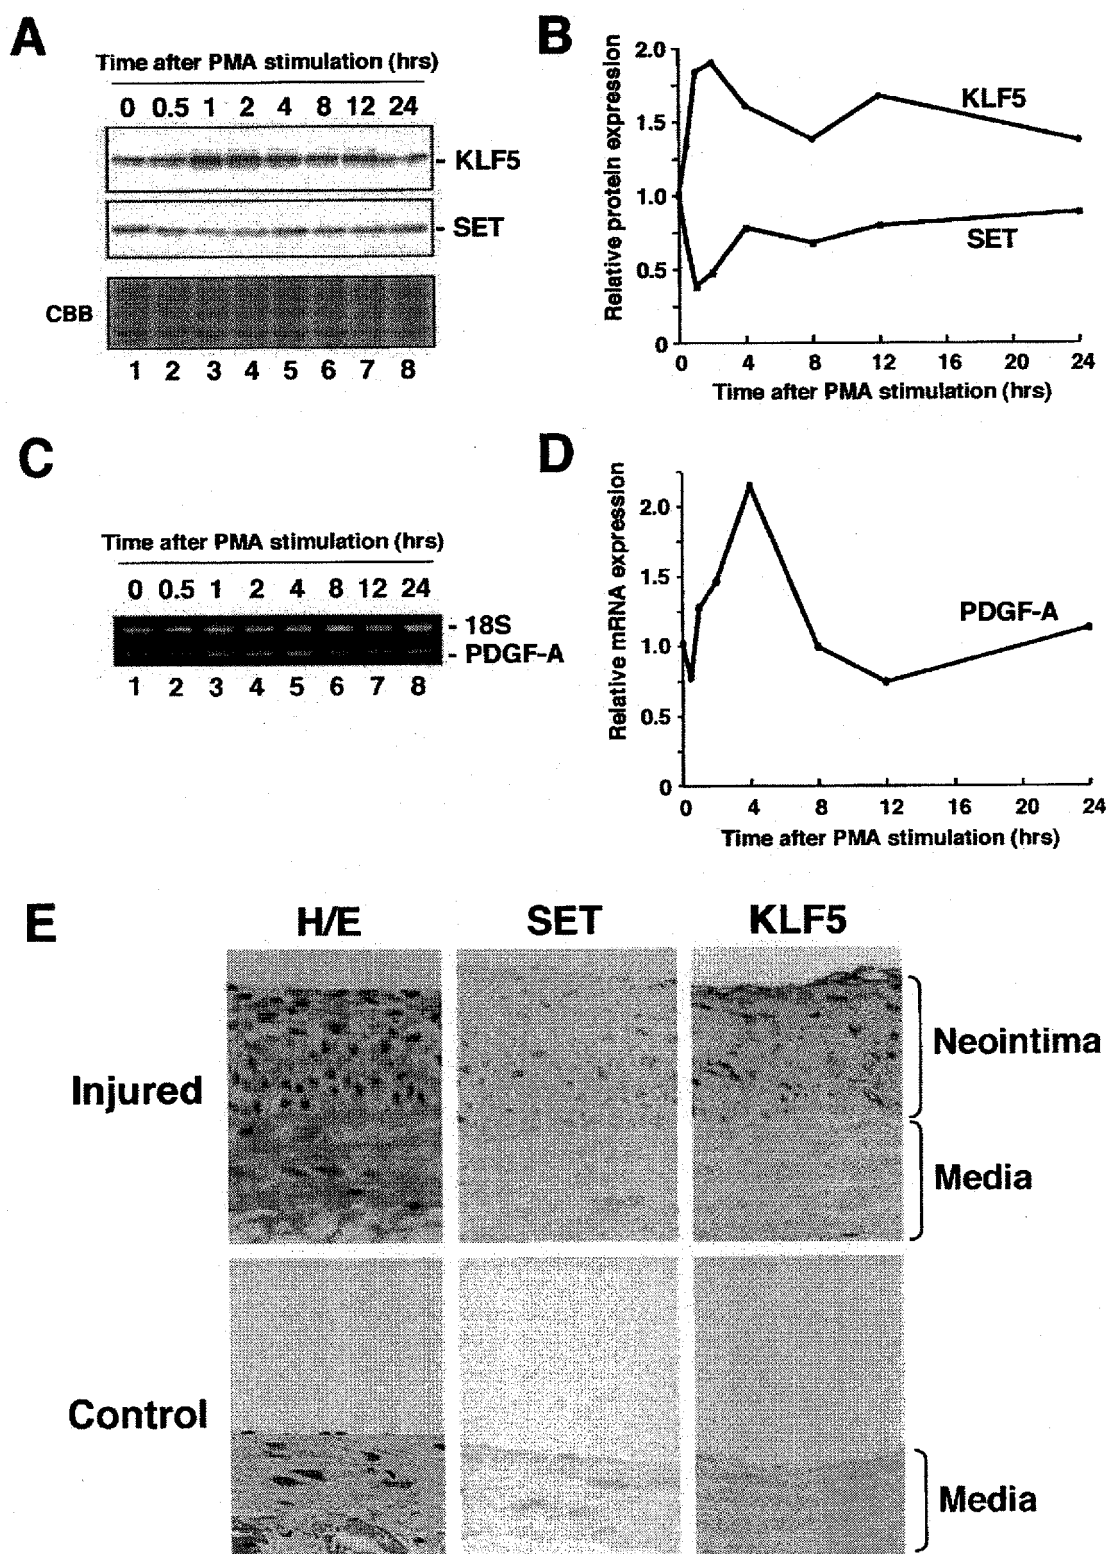 A
Time after PMA stimulation (hrs)
0 0.5 1 2 4 8 12 24
- KLF5
- SET
CBB
1 2 3 4 5 6 7 8
B
Relative protein expression
2.0
1.5
1.0
0.5
0
KLF5
SET
0 4 8 12 16 20 24
Time after PMA stimulation (hrs)
C
Time after PMA stimulation (hrs)
0 0.5 1 2 4 8 12 24
- 18S
- PDGF-A
1 2 3 4 5 6 7 8
D
Relative mRNA expression
2.0
1.5
1.0
0.5
0
PDGF-A
0 4 8 12 16 20 24
Time after PMA stimulation (hrs)
E
H/E SET KLF5
Injured
Neointima
Media
Control
Media